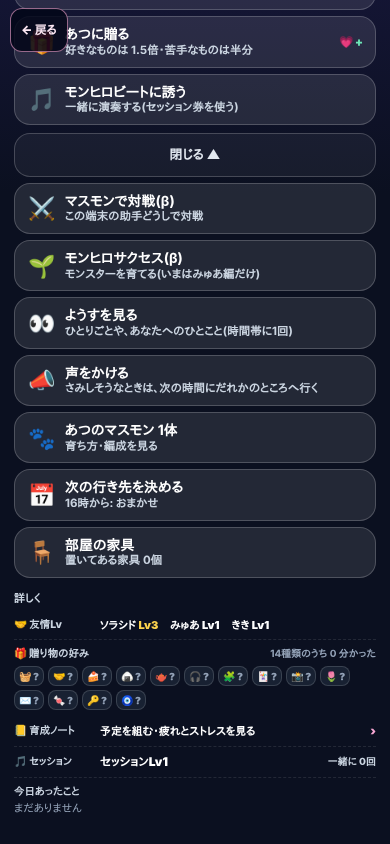 ← 戻る
あつに贈る
好きなものは 1.5倍・苦手なものは半分
+
モンヒロビートに誘う
一緒に演奏する(セッション券を使う)
閉じる ▲
マスモンで対戦(β)
この端末の助手どうしで対戦
モンヒロサクセス(β)
モンスターを育てる(いまはみゅあ編だけ)
ようすを見る
ひとりごとや、あなたへのひとこと(時間帯に1回)
声をかける
さみしそうなときは、次の時間にだれかのところへ行く
あつのマスモン 1体
育ち方・編成を見る
次の行き先を決める
16時から: おまかせ
部屋の家具
置いてある家具 0個
詳しく
友情Lv ソラシド Lv3 みゅあ Lv1 きき Lv1
贈り物の好み 14種類のうち 0 分かった
? ? ? ? ? ? ? ? ? ?
? ? ? ?
育成ノート 予定を組む・疲れとストレスを見る ›
セッション セッションLv1 一緒に 0回
今日あったこと
まだありません